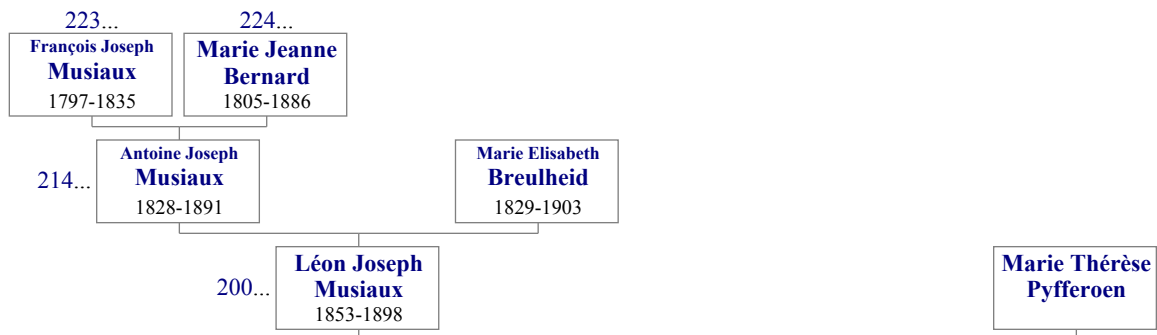 223...
224...
François Joseph
Musiaux
1797-1835
Marie Jeanne
Bernard
1805-1886
214...
Antoine Joseph
Musiaux
1828-1891
Marie Elisabeth
Breulheid
1829-1903
200...
Léon Joseph
Musiaux
1853-1898
Marie Thérèse
Pyfferoen